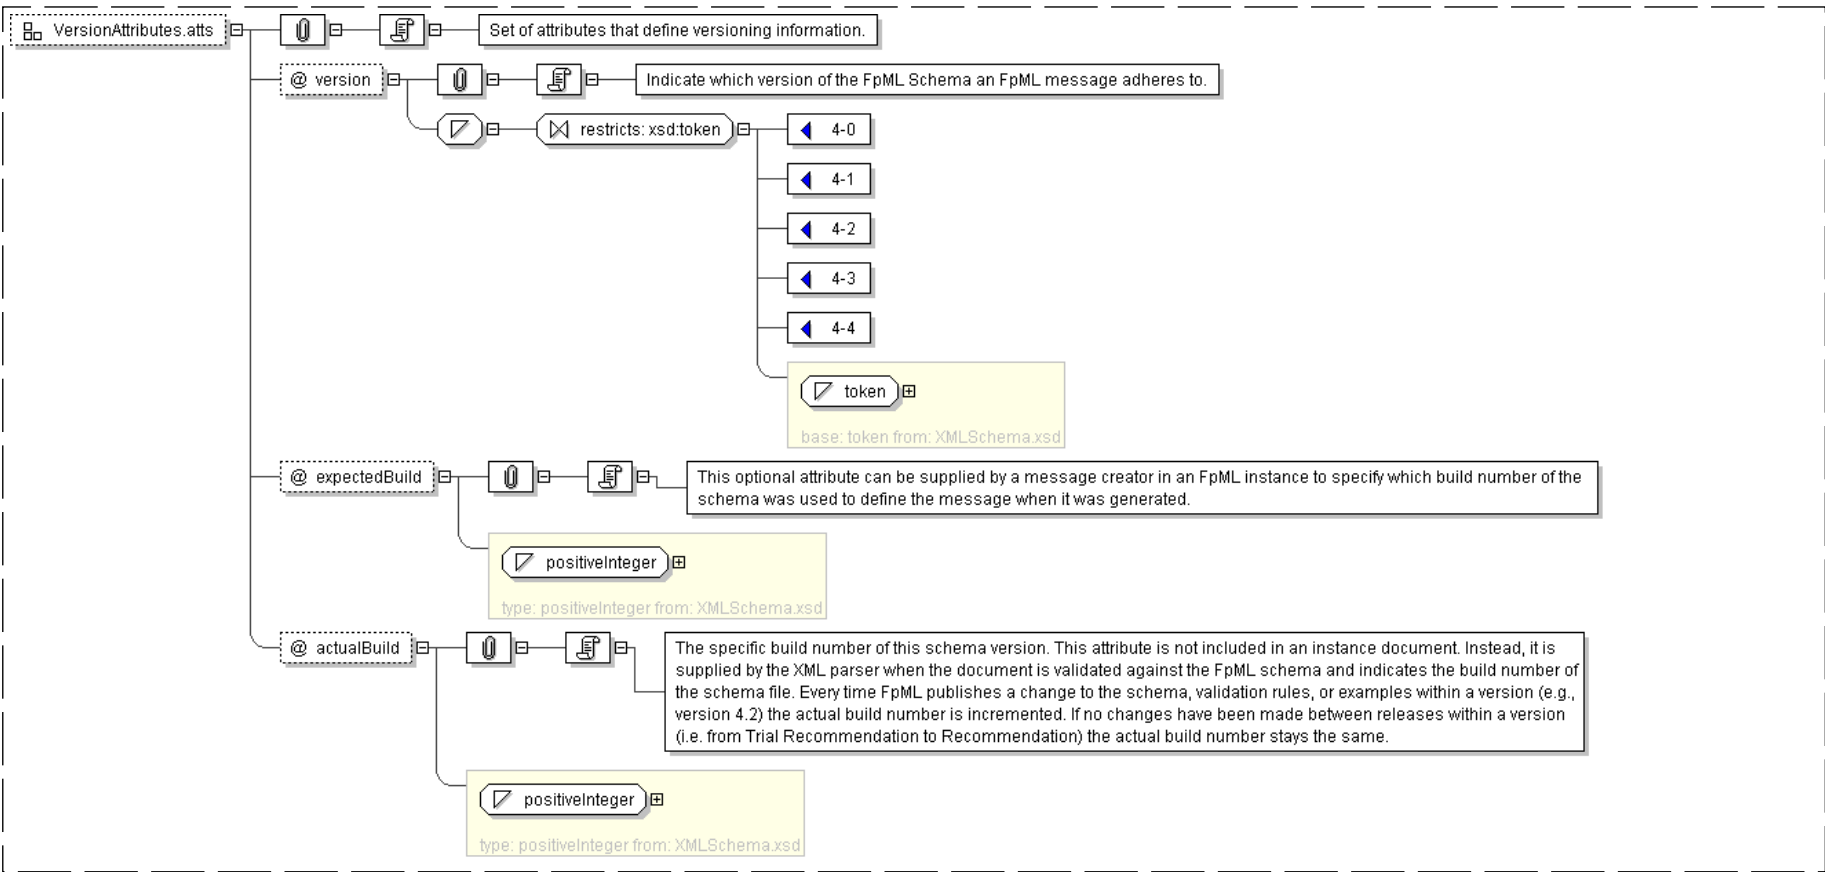 VersionAttributes.atts
Set of attributes that define versioning information.
@ version
Indicate which version of the FpML Schema an FpML message adheres to.
restricts: xsd:token
4-0
4-1
4-2
4-3
4-4
token
base: token from: XMLSchema.xsd
@ expectedBuild
This optional attribute can be supplied by a message creator in an FpML instance to specify which build number of the
schema was used to define the message when it was generated.
positiveInteger
type: positiveInteger from: XMLSchema.xsd
@ actualBuild
The specific build number of this schema version. This attribute is not included in an instance document. Instead, it is
supplied by the XML parser when the document is validated against the FpML schema and indicates the build number of
the schema file. Every time FpML publishes a change to the schema, validation rules, or examples within a version (e.g.,
version 4.2) the actual build number is incremented. If no changes have been made between releases within a version
(i.e. from Trial Recommendation to Recommendation) the actual build number stays the same.
positiveInteger
type: positiveInteger from: XMLSchema.xsd